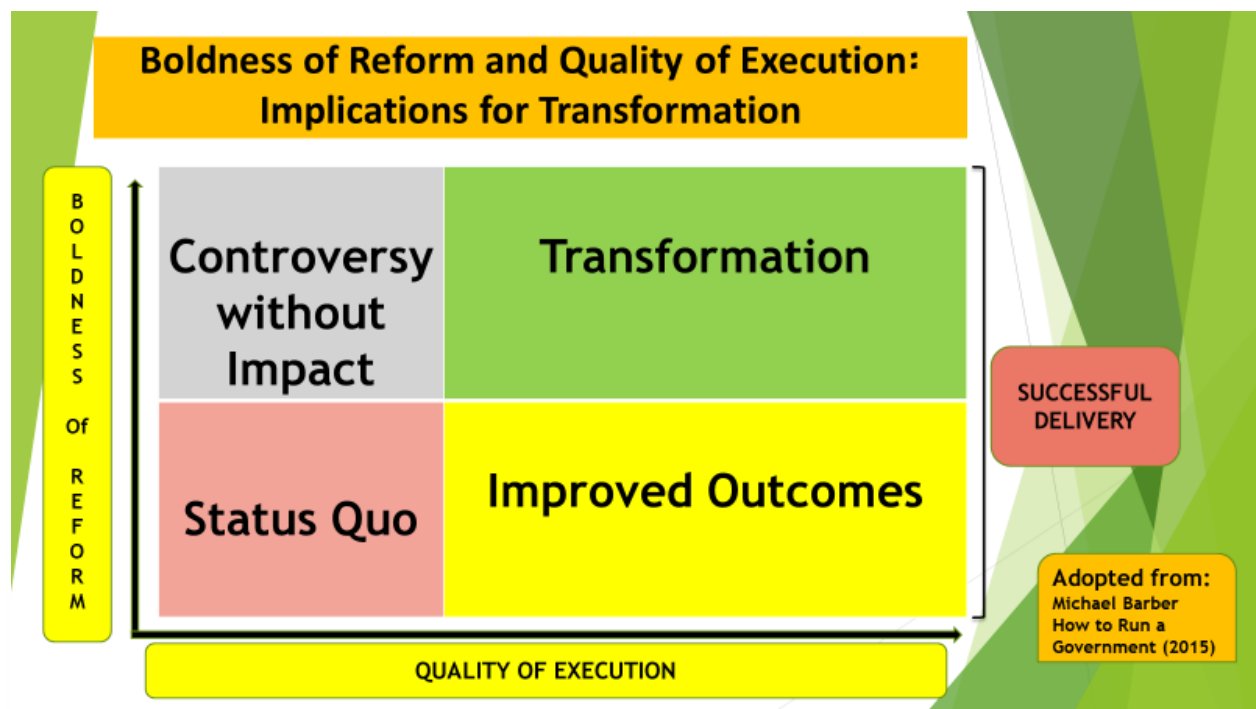 Boldness of Reform and Quality of Execution:
Implications for Transformation
B
O
L
D
N
E
S
S
Of
R
E
F
O
R
M
Controversy
without
Impact
Transformation
Status Quo
Improved Outcomes
SUCCESSFUL
DELIVERY
QUALITY OF EXECUTION
Adopted from:
Michael Barber
How to Run a
Government (2015)